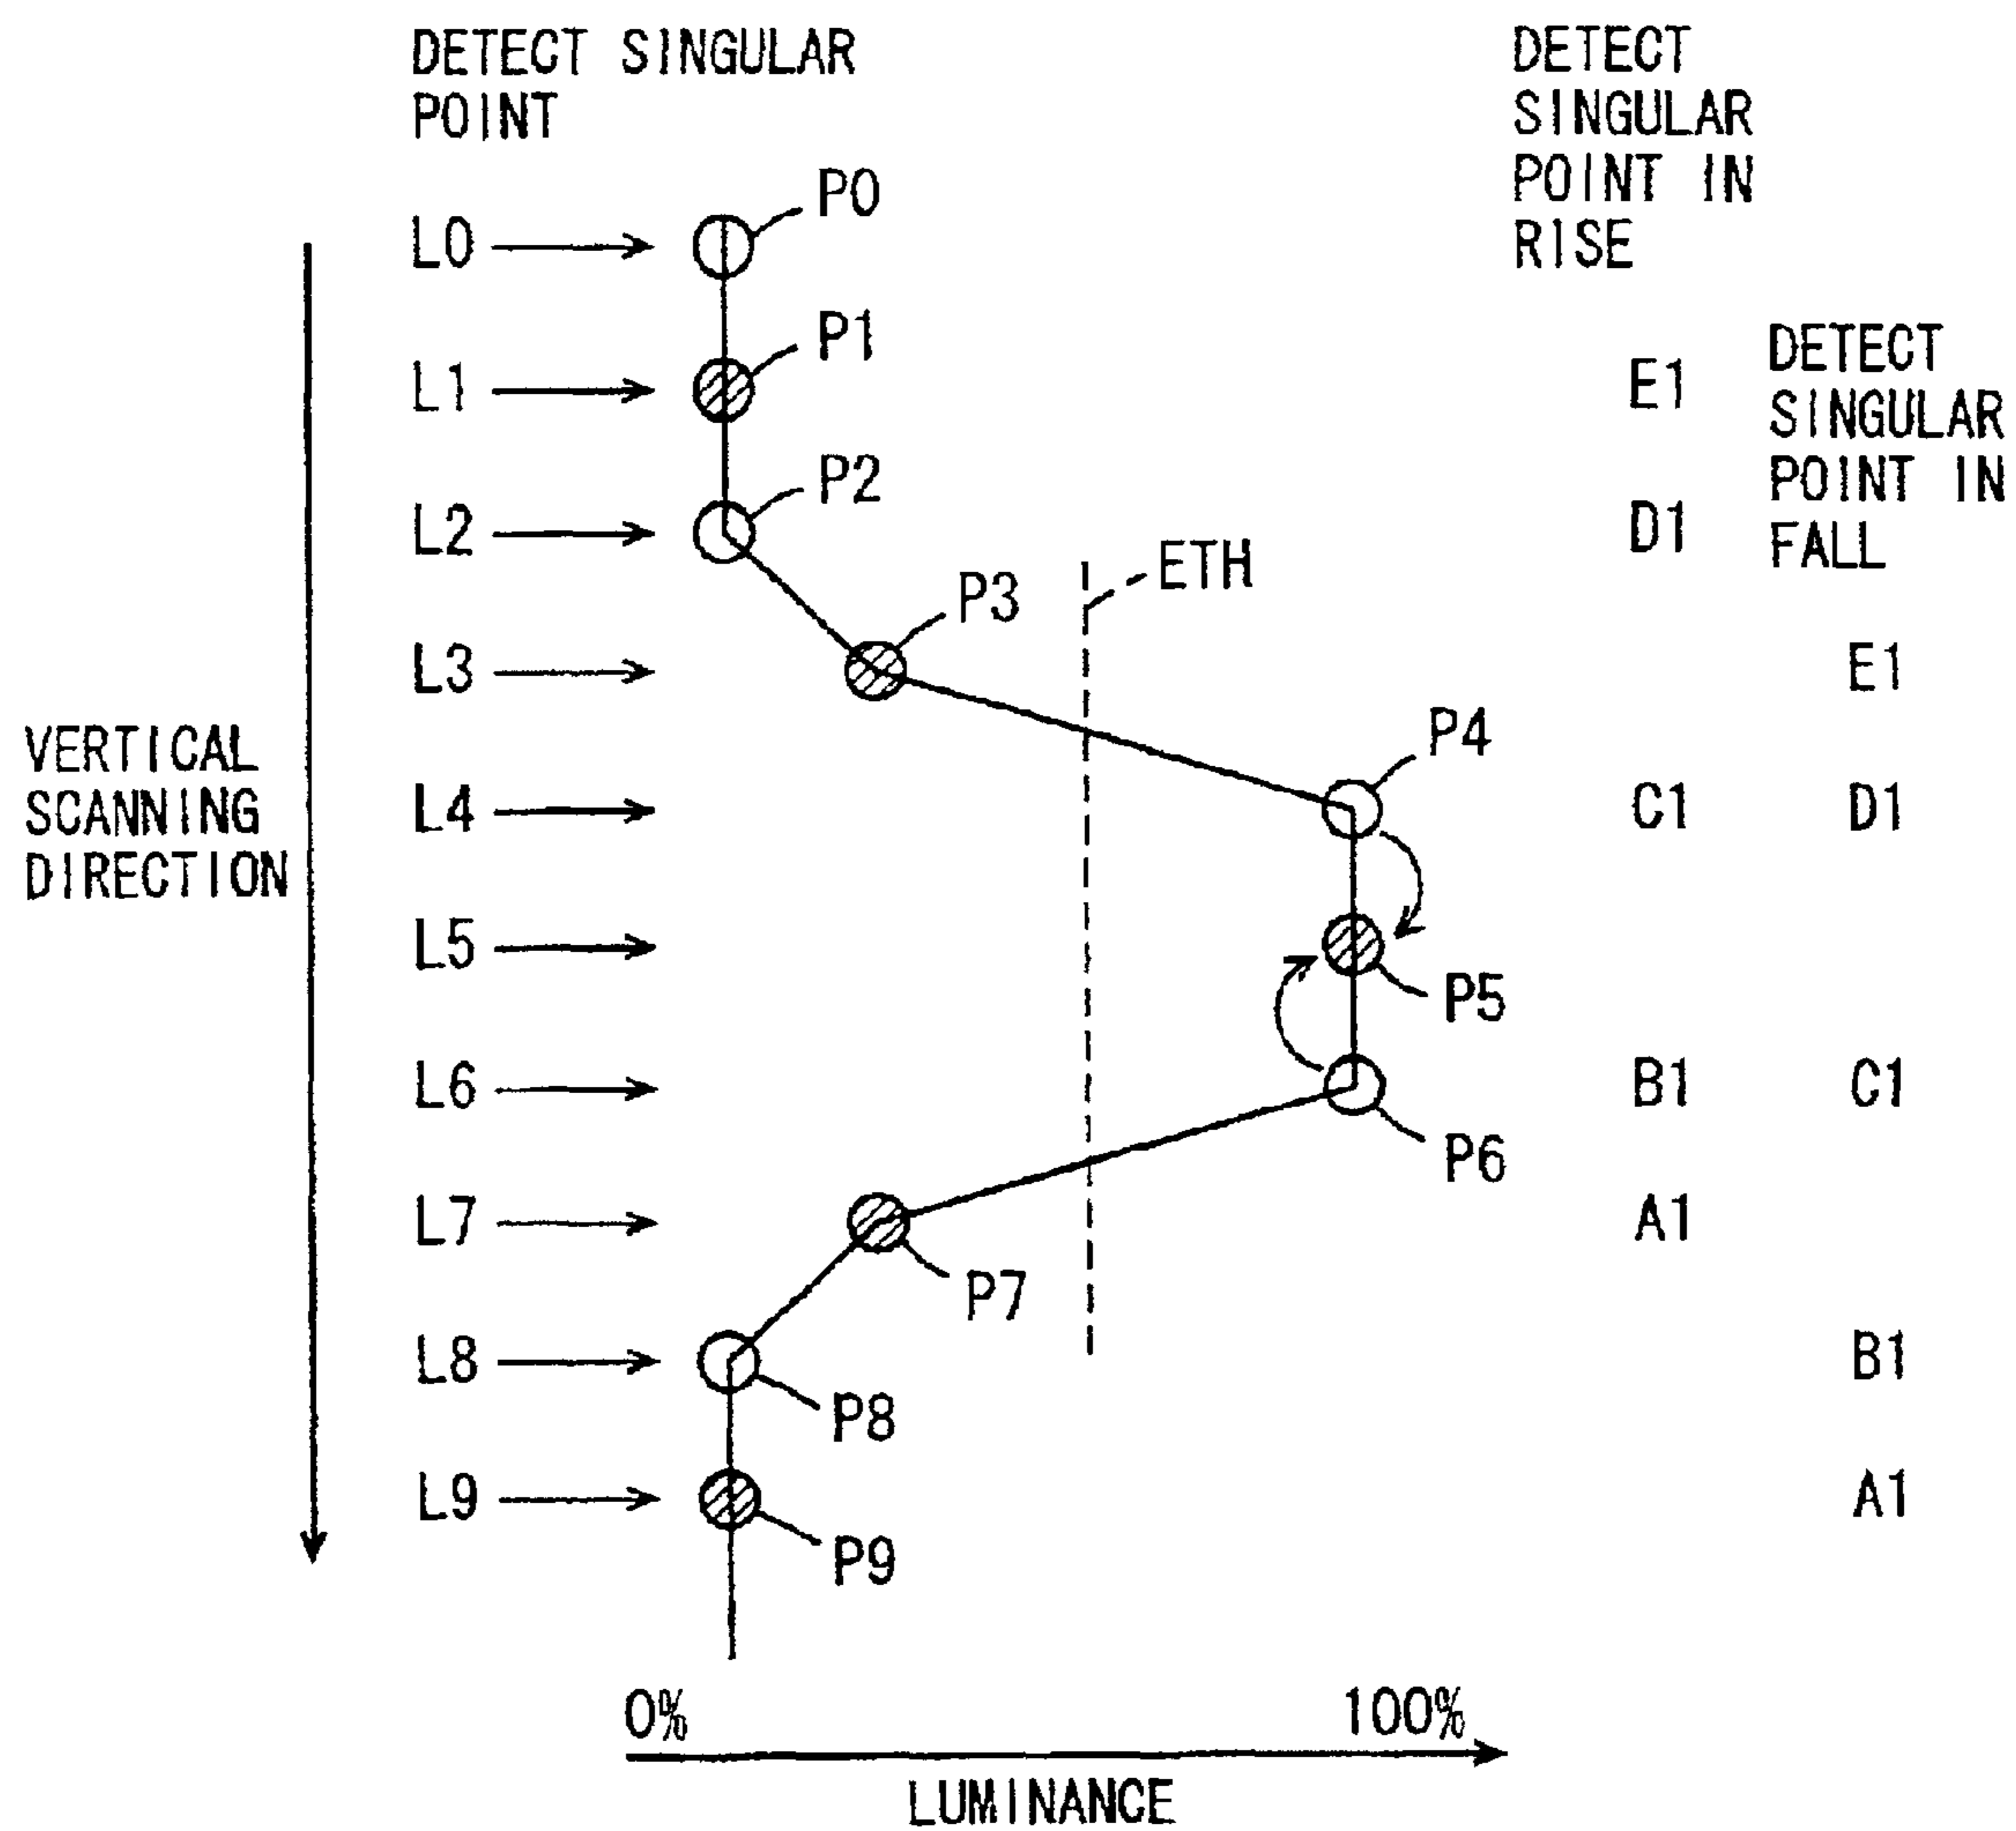 DETECT SINGULAR
POINT
DETECT
SINGULAR
POINT IN
RISE
P0
L0
P1
L1
E1
DETECT
SINGULAR
POINT IN
FALL
P2
L2
D1
ETH
P3
L3
E1
VERTICAL
SCANNING
DIRECTION
P4
L4
C1
D1
L5
P5
L6
B1
C1
P6
L7
A1
P7
L8
B1
P8
L9
A1
P9
0%
100%
LUMINANCE